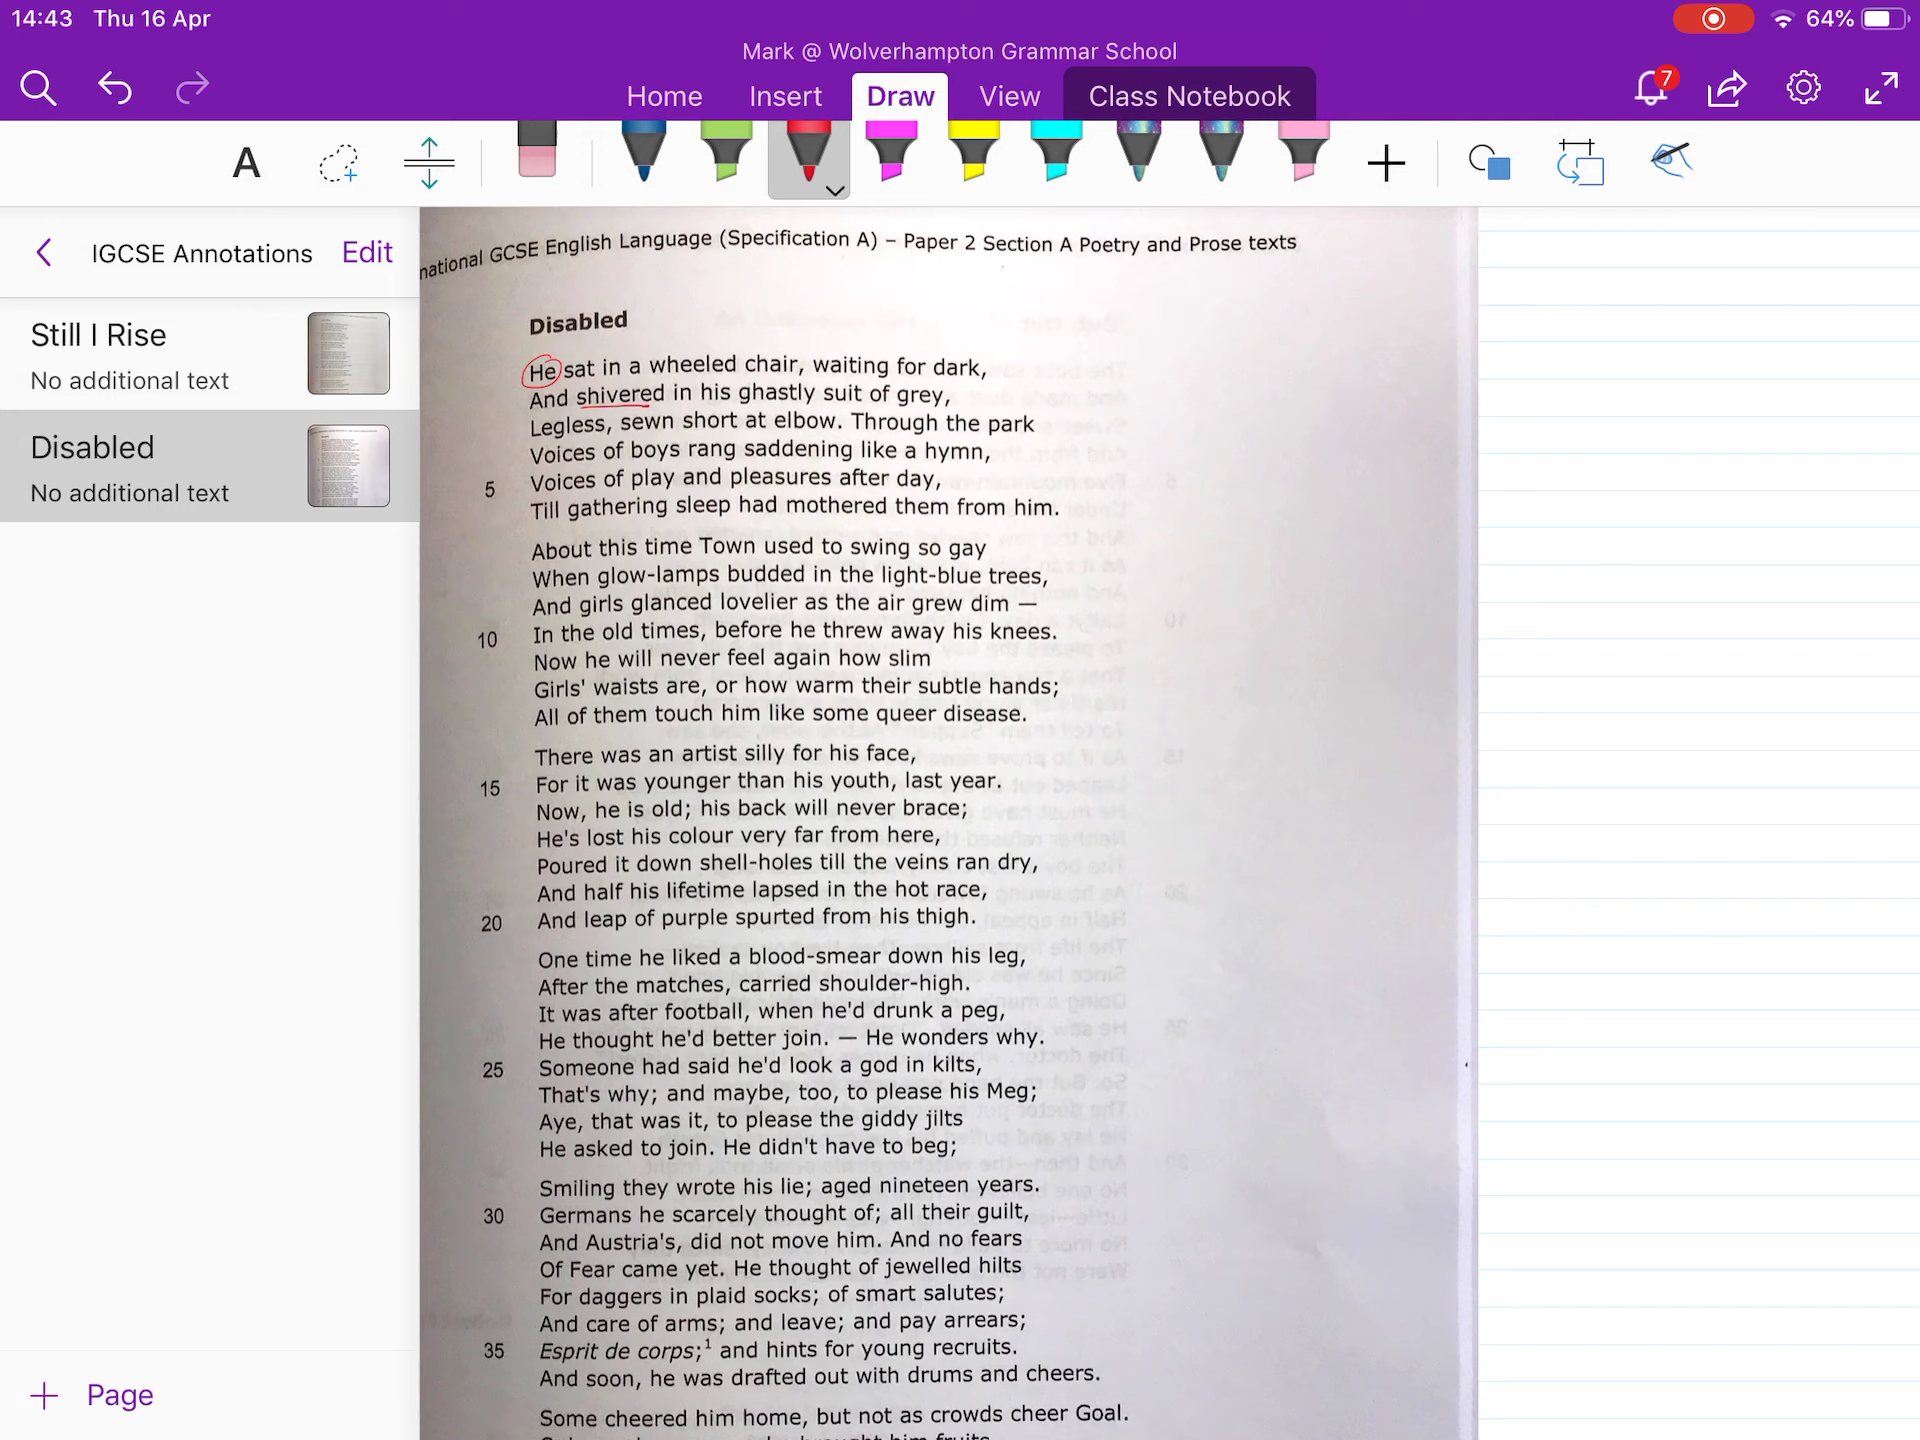 14:43 Thu 16 Apr
64%
Mark @ Wolverhampton Grammar School
Home Insert Draw View Class Notebook
7
A
IGCSE Annotations Edit
Still I Rise
No additional text
Disabled
No additional text
+ Page
national GCSE English Language (Specification A) – Paper 2 Section A Poetry and Prose texts
Disabled
He sat in a wheeled chair, waiting for dark,
And shivered in his ghastly suit of grey,
Legless, sewn short at elbow. Through the park
Voices of boys rang saddening like a hymn,
5 Voices of play and pleasures after day,
Till gathering sleep had mothered them from him.
About this time Town used to swing so gay
When glow-lamps budded in the light-blue trees,
And girls glanced lovelier as the air grew dim —
10 In the old times, before he threw away his knees.
Now he will never feel again how slim
Girls' waists are, or how warm their subtle hands;
All of them touch him like some queer disease.
There was an artist silly for his face,
15 For it was younger than his youth, last year.
Now, he is old; his back will never brace;
He's lost his colour very far from here,
Poured it down shell-holes till the veins ran dry,
And half his lifetime lapsed in the hot race,
20 And leap of purple spurted from his thigh.
One time he liked a blood-smear down his leg,
After the matches, carried shoulder-high.
It was after football, when he'd drunk a peg,
He thought he'd better join. — He wonders why.
25 Someone had said he'd look a god in kilts,
That's why; and maybe, too, to please his Meg;
Aye, that was it, to please the giddy jilts
He asked to join. He didn't have to beg;
Smiling they wrote his lie; aged nineteen years.
30 Germans he scarcely thought of; all their guilt,
And Austria's, did not move him. And no fears
Of Fear came yet. He thought of jewelled hilts
For daggers in plaid socks; of smart salutes;
And care of arms; and leave; and pay arrears;
35 Esprit de corps;¹ and hints for young recruits.
And soon, he was drafted out with drums and cheers.
Some cheered him home, but not as crowds cheer Goal.